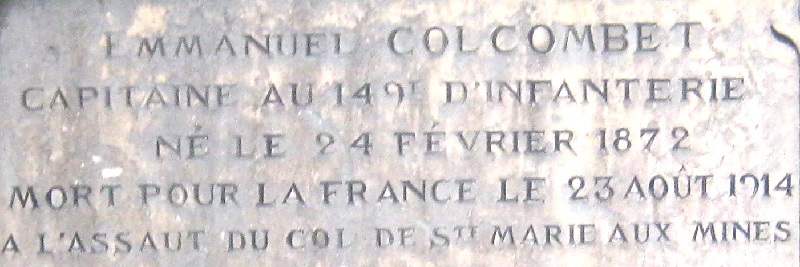 EMMANUEL COLCOMBET
CAPITAINE AU 149E D'INFANTERIE
NÉ LE 24 FÉVRIER 1872
MORT POUR LA FRANCE LE 23 AOÛT 1914
A L'ASSAUT DU COL DE STE MARIE AUX MINES